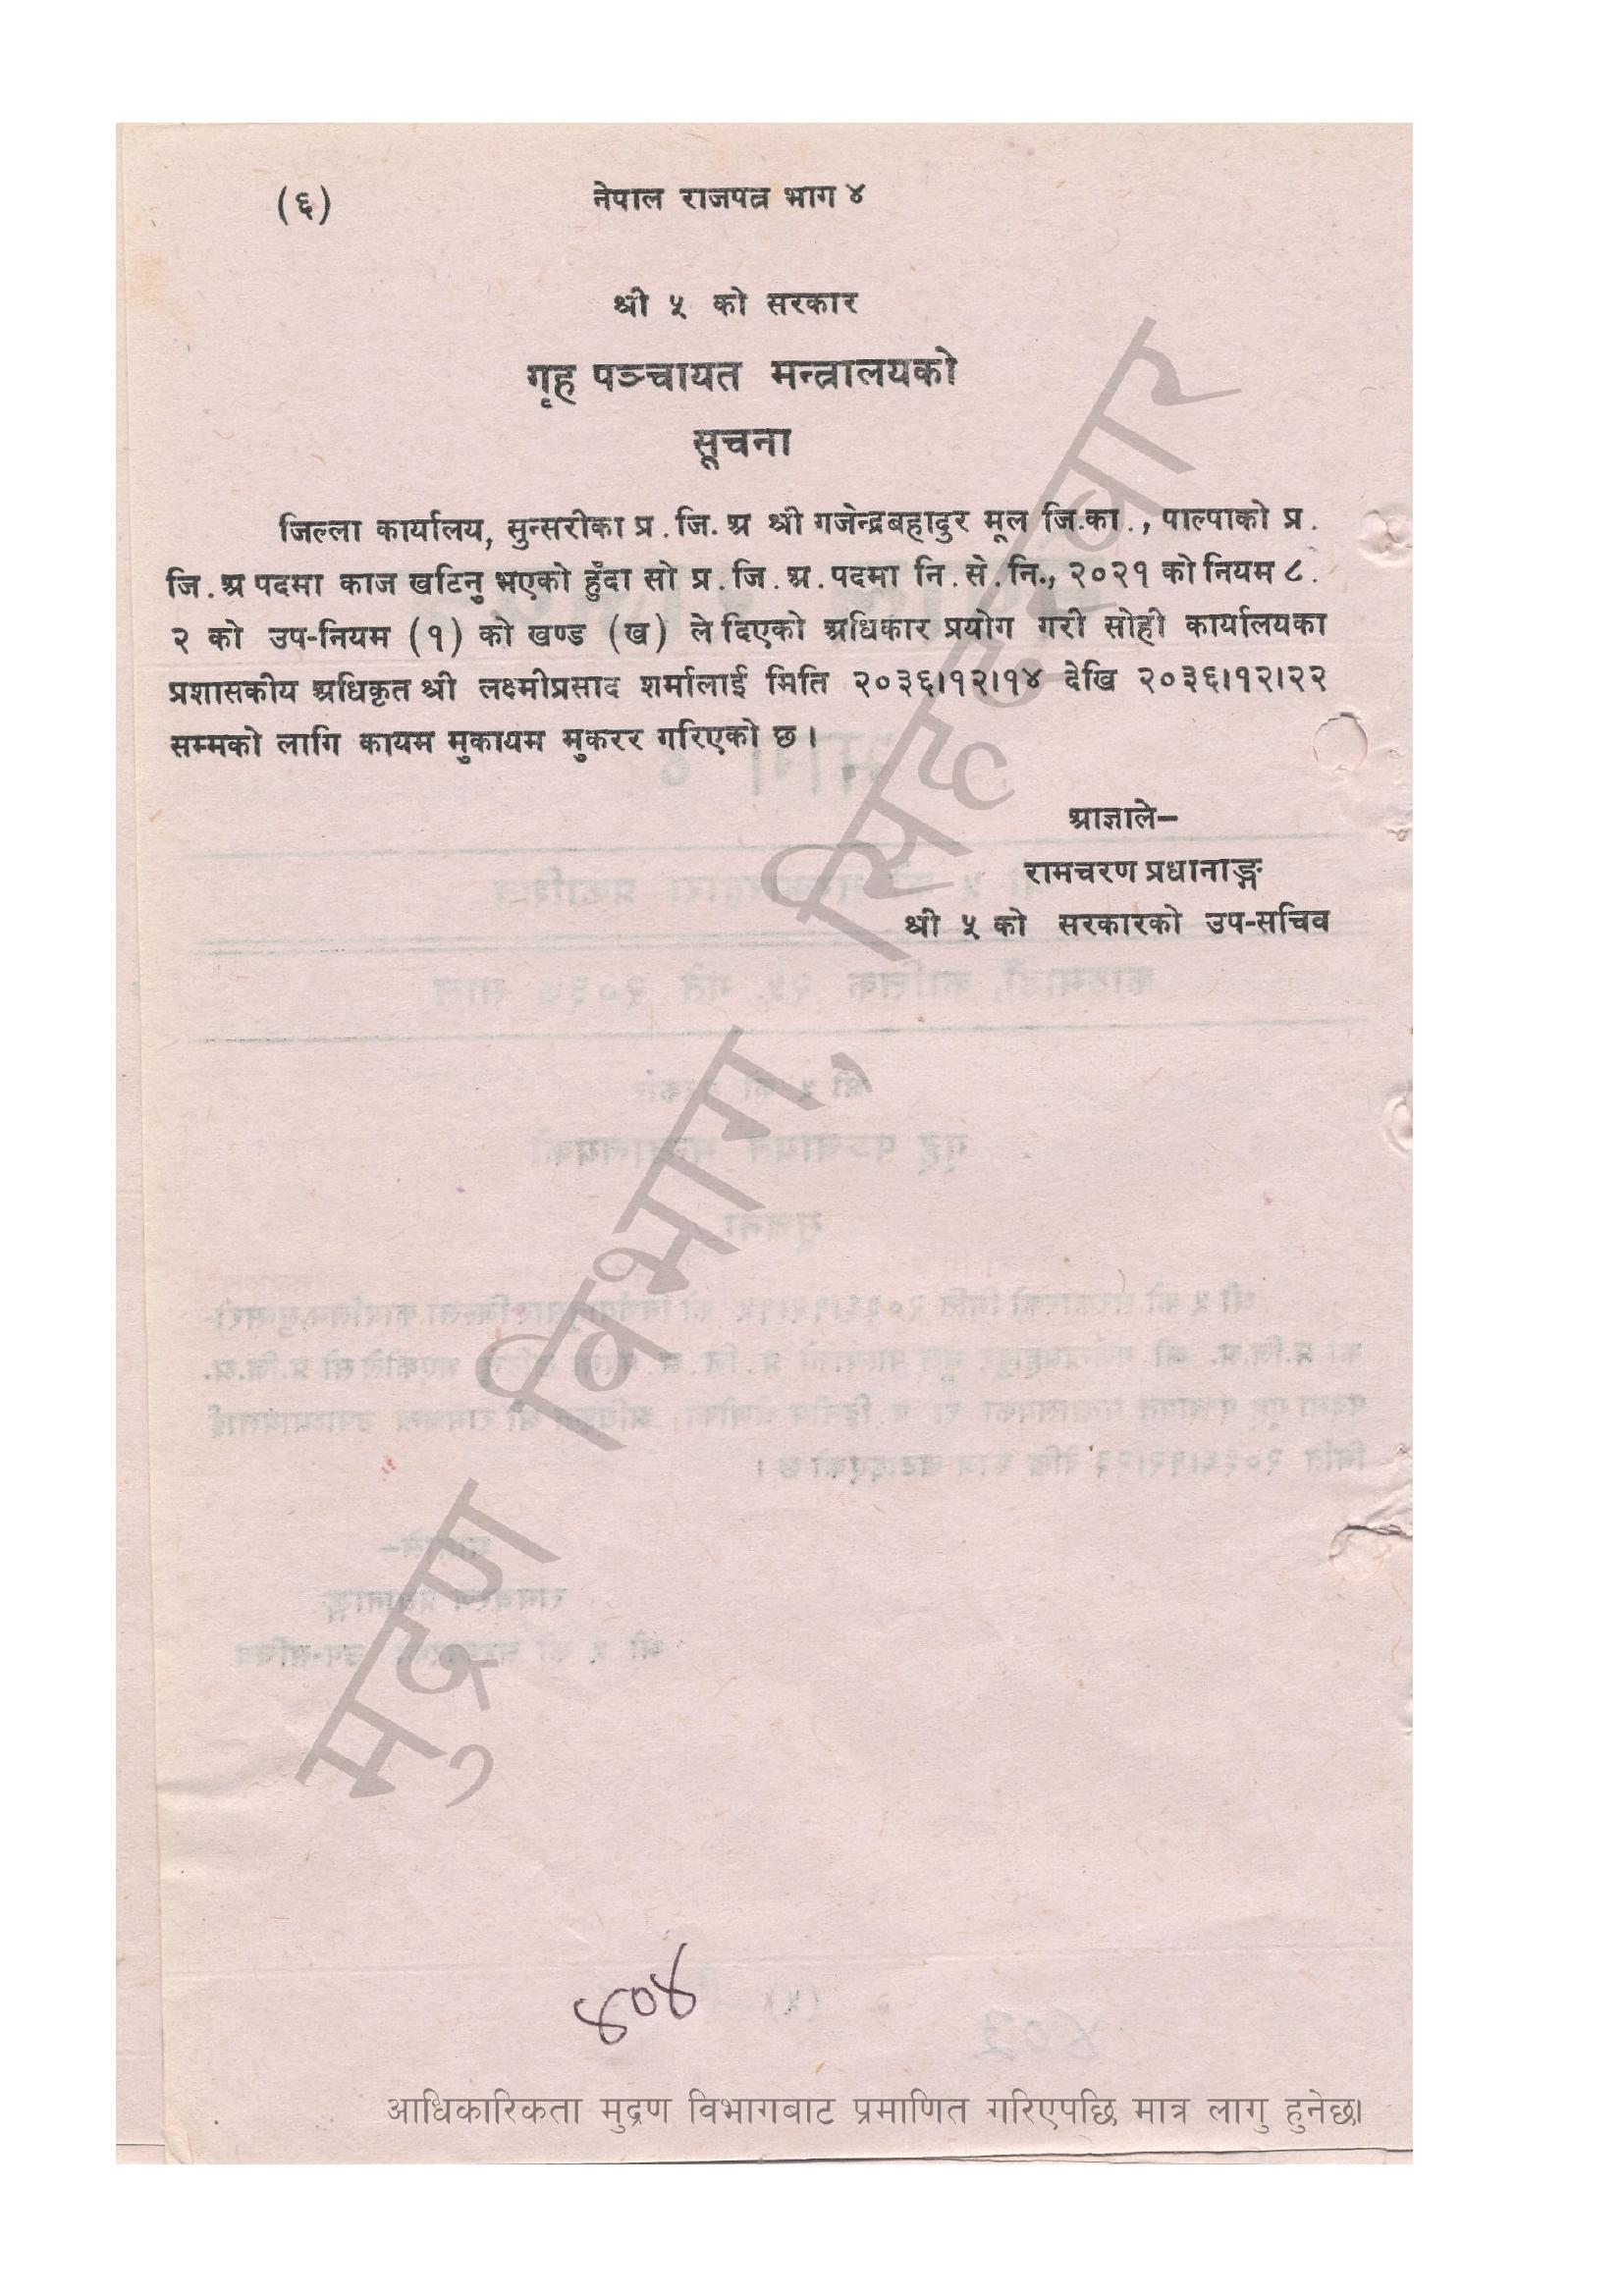 (६)
नेपाल राजपत्र भाग ४
श्री ५ को सरकार
गृह पञ्चायत मन्त्रालयको
सूचना
जिल्ला कार्यालय, सुन्सरीका प्र. जि. अ श्री गजेन्द्रबहादुर मूल जि.का., पाल्पाको प्र.
जि. अ पदमा काज खटिनु भएको हुँदा सो प्र. जि. अ. पदमा नि. से. नि., २०२१ को नियम ८.
२ को उप-नियम (१) को खण्ड (ख) ले दिएको अधिकार प्रयोग गरी सोही कार्यालयका
प्रशासकीय अधिकृत श्री लक्ष्मीप्रसाद शर्मालाई मिति २०३६।१२।१४ देखि २०३६।१२।२२
सम्मको लागि कायम मुकायम मुकरर गरिएको छ ।
आज्ञाले–
रामचरण प्रधानाङ्ग
श्री ५ को सरकारको उप-सचिव
मुद्रण विभाग, सिंहदरबार
४०४
आधिकारिकता मुद्रण विभागबाट प्रमाणित गरिएपछि मात्र लागु हुनेछ।